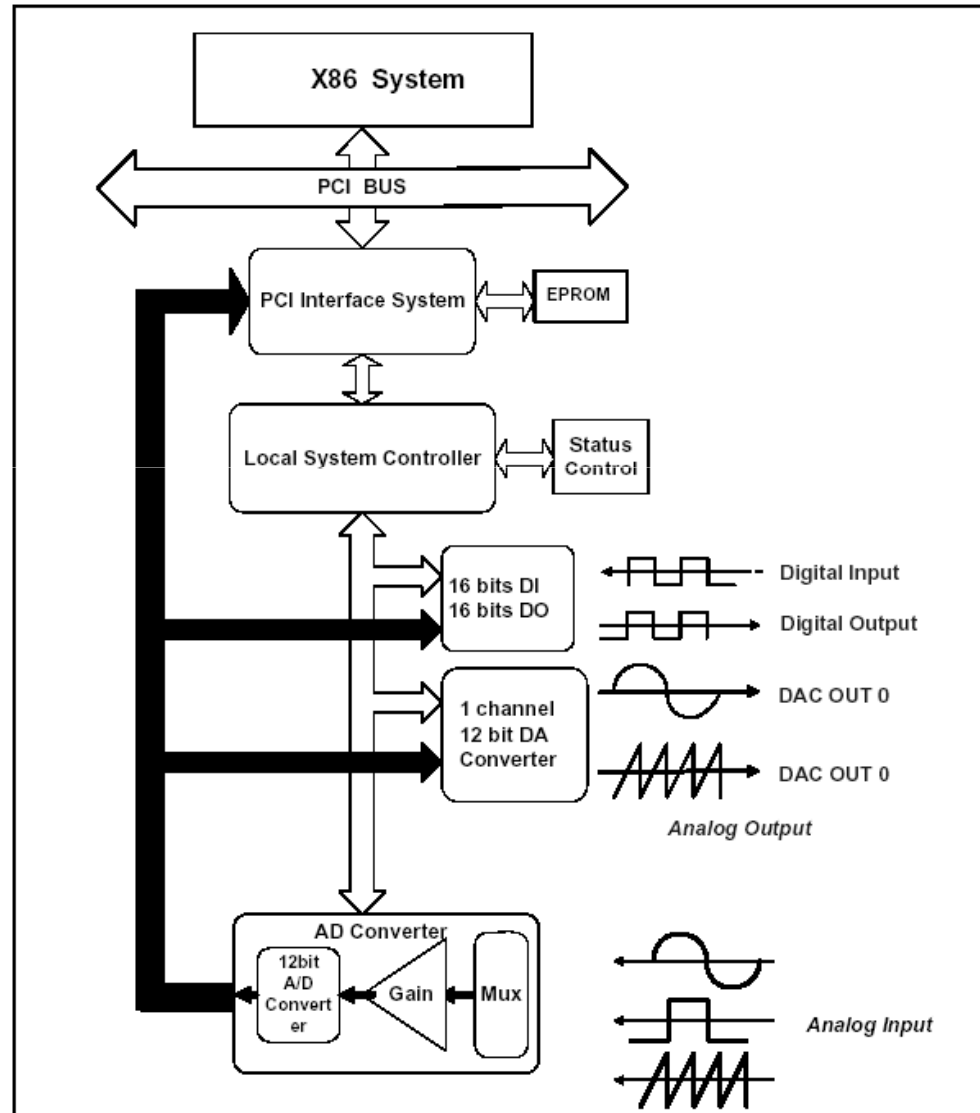 X86 System
PCI BUS
PCI Interface System
EPROM
Local System Controller
Status
Control
16 bits DI
16 bits DO
Digital Input
Digital Output
1 channel
12 bit DA
Converter
DAC OUT 0
DAC OUT 0
Analog Output
AD Converter
12bit
A/D
Convert
er
Gain
Mux
Analog Input